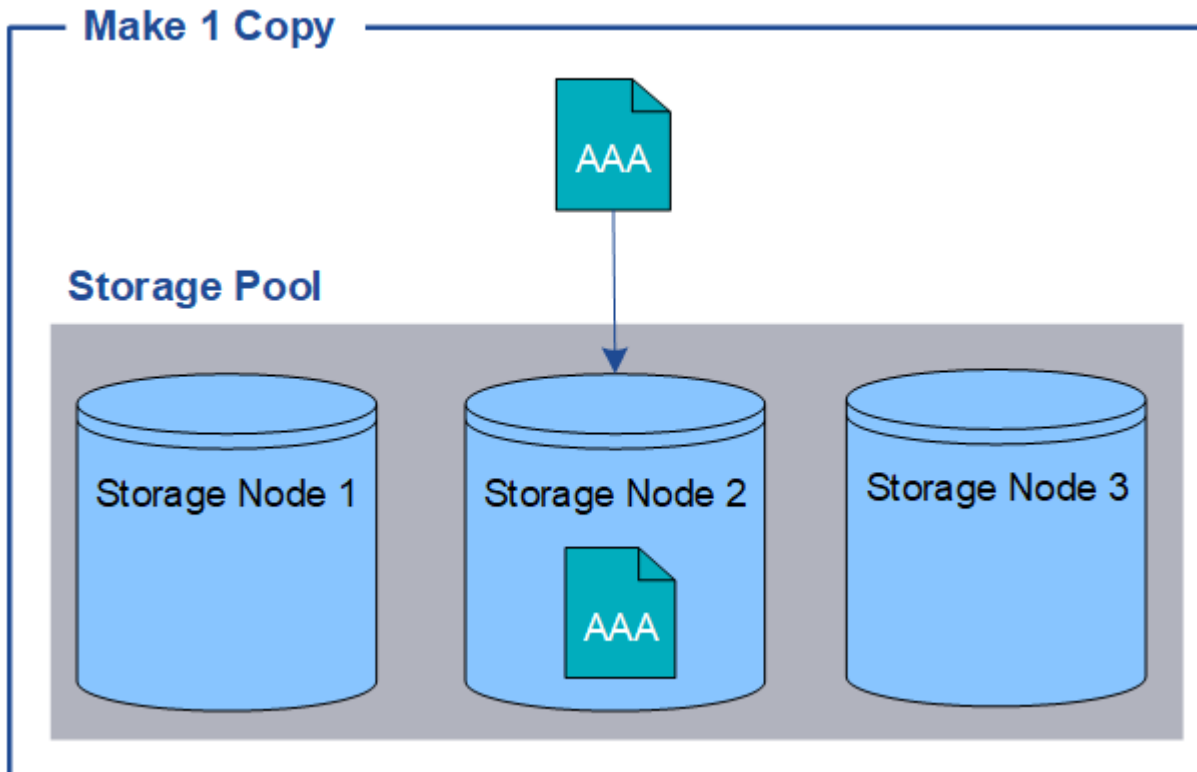 Make 1 Copy
AAA
Storage Pool
Storage Node 1
Storage Node 2
Storage Node 3
AAA